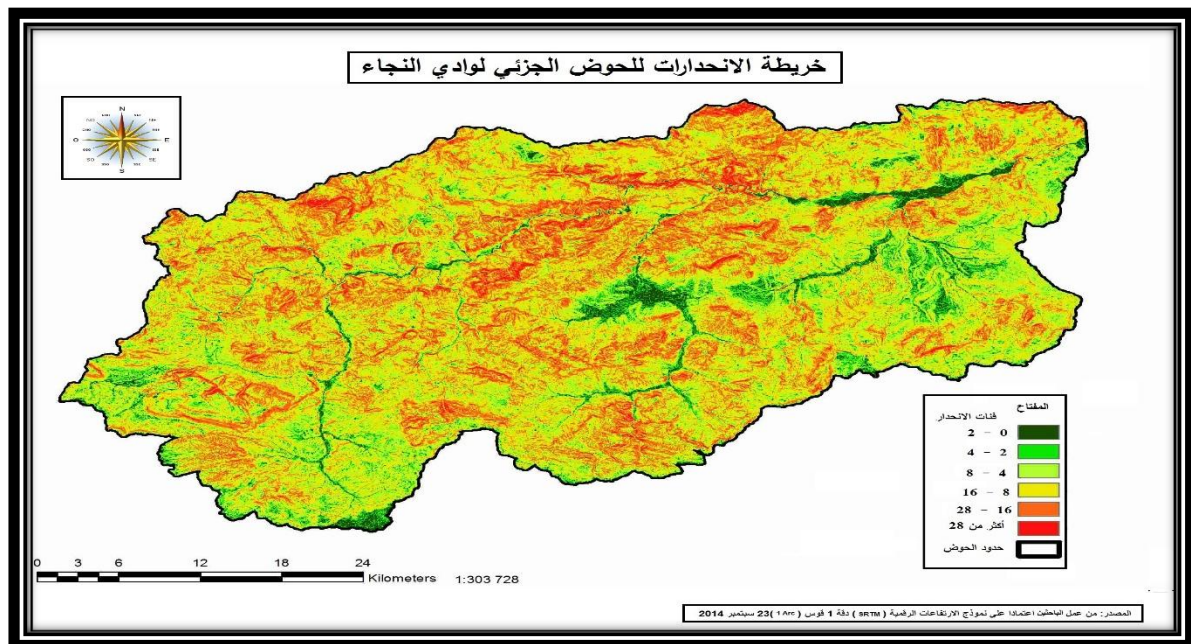 خريطة الانحدارات للحوض الجزئي لوادي النجاء
N
O
E
SO
SE
S
المفتاح
فئات الانحدار
2 - 0
4 - 2
8 - 4
16 - 8
28 - 16
أكثر من 28
حدود الحوض
0 3 6 12 18 24
Kilometers 1:303 728
المصدر: من عمل الباحثين اعتمادا على نموذج الارتفاعات الرقمية ( SRTM ) دقة 1 قوس ( 1 Arc )23 سبتمبر 2014